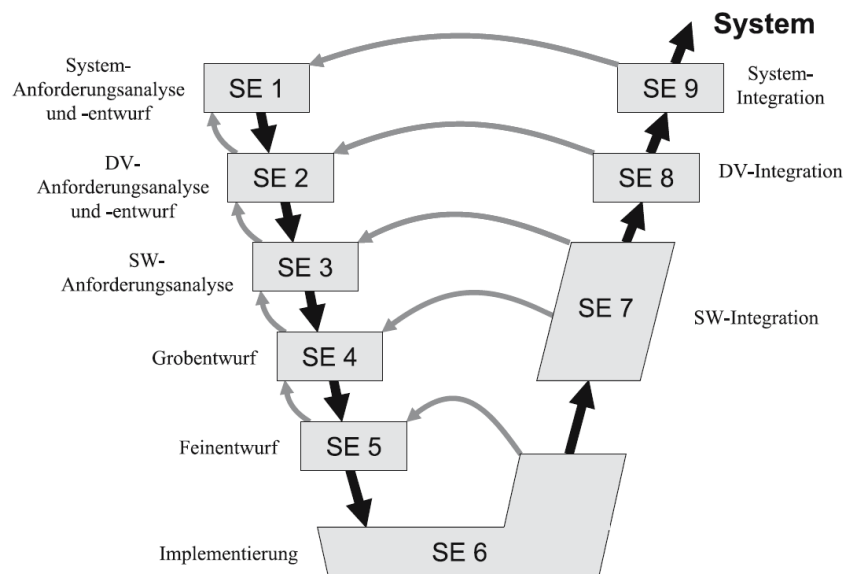 System
System-
Anforderungsanalyse
und -entwurf
SE 1
SE 9
System-
Integration
DV-
Anforderungsanalyse
und -entwurf
SE 2
SE 8
DV-Integration
SW-
Anforderungsanalyse
SE 3
SE 7
SW-Integration
Grobentwurf
SE 4
Feinentwurf
SE 5
Implementierung
SE 6